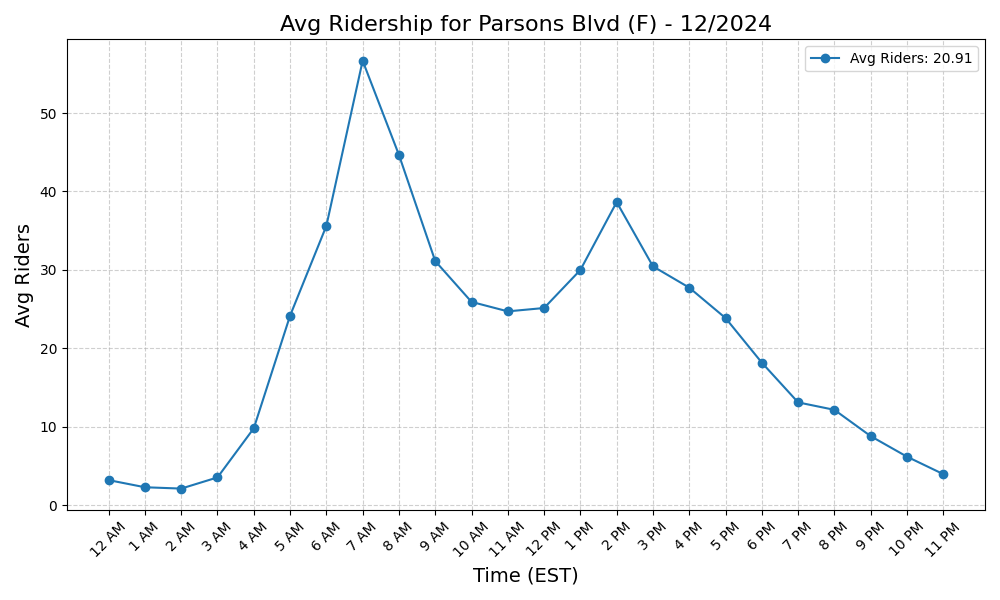 Avg Ridership for Parsons Blvd (F) - 12/2024
Avg Riders: 20.91
Avg Riders
50
40
30
20
10
0
12 AM
1 AM
2 AM
3 AM
4 AM
5 AM
6 AM
7 AM
8 AM
9 AM
10 AM
11 AM
12 PM
1 PM
2 PM
3 PM
4 PM
5 PM
6 PM
7 PM
8 PM
9 PM
10 PM
11 PM
Time (EST)